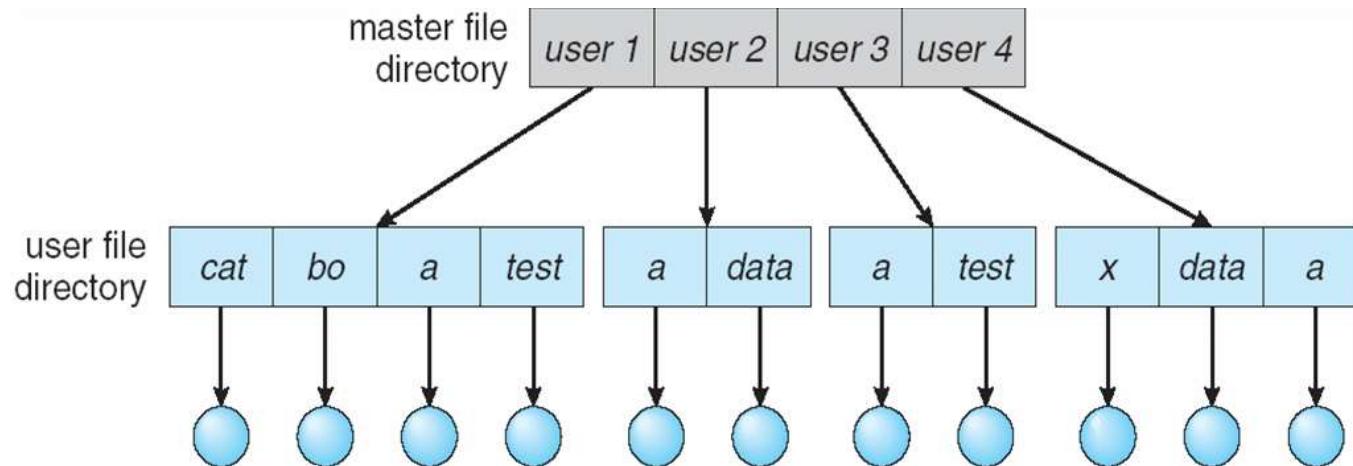 master file
directory
user 1 user 2 user 3 user 4
user file
directory
cat bo a test a data a test x data a